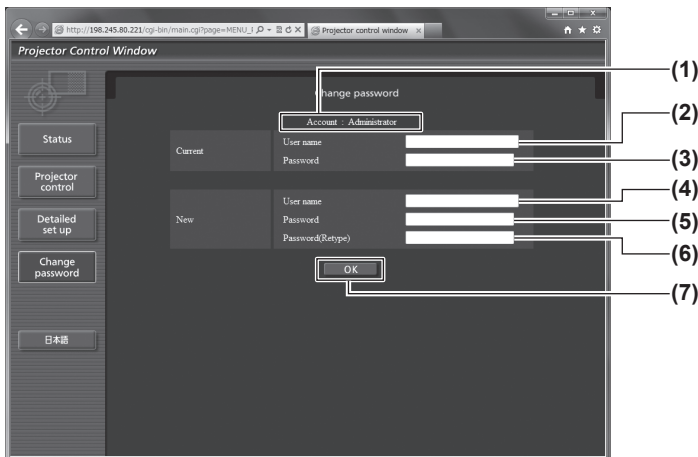 http://198.245.80.221/cgi-bin/main.cgi?page=MENU_
Projector control window
Projector Control Window
Change password
Account : Administrator
Current
User name
Password
New
User name
Password
Password(Retype)
OK
Status
Projector
control
Detailed
set up
Change
password
日本語
(1)
(2)
(3)
(4)
(5)
(6)
(7)